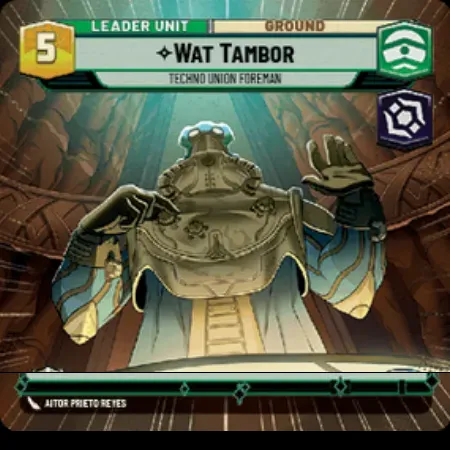 LEADER UNIT GROUND
5
WAT TAMBOR
TECHNO UNION FOREMAN
AITOR PRIETO REYES